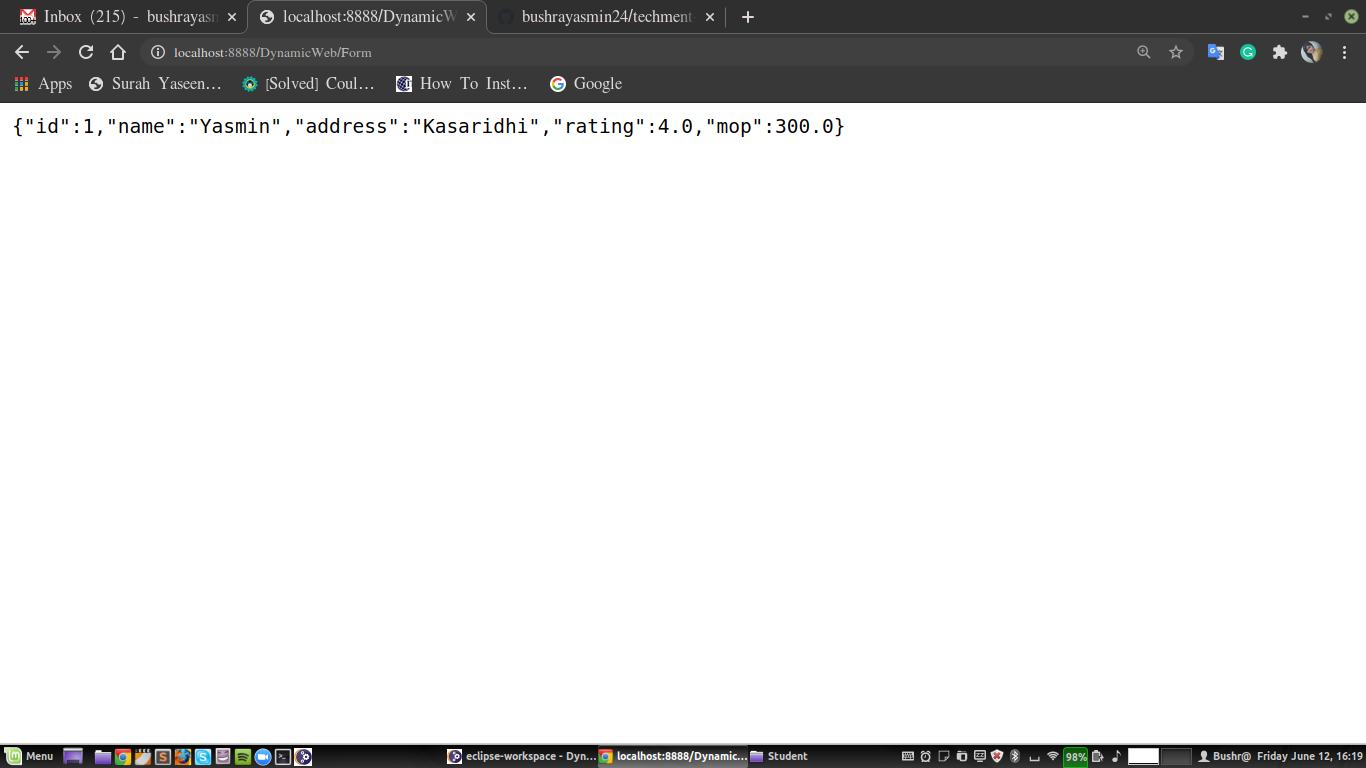 Inbox (215) - bushrayasm
localhost:8888/DynamicW
bushrayasmin24/techment
localhost:8888/DynamicWeb/Form
Apps
Surah Yaseen…
[Solved] Coul…
How To Inst…
Google
{"id":1,"name":"Yasmin","address":"Kasaridhi","rating":4.0,"mop":300.0}
Menu
eclipse-workspace - Dyn...
localhost:8888/Dynamic...
Student
98%
Bushr@
Friday June 12, 16:19